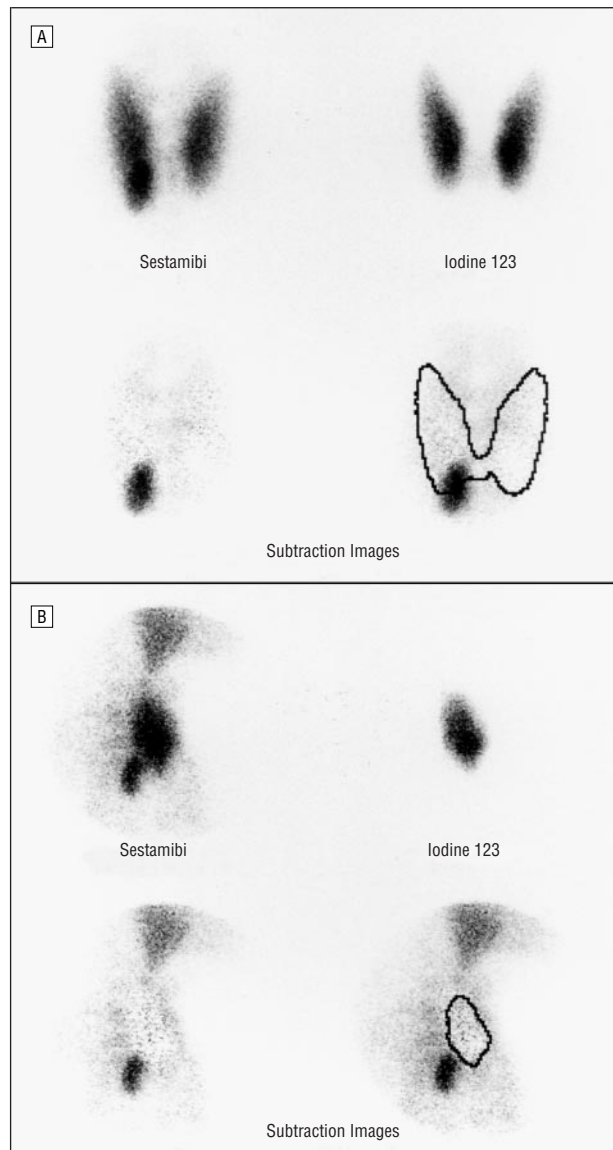 A
Sestamibi
Iodine 123
Subtraction Images
B
Sestamibi
Iodine 123
Subtraction Images